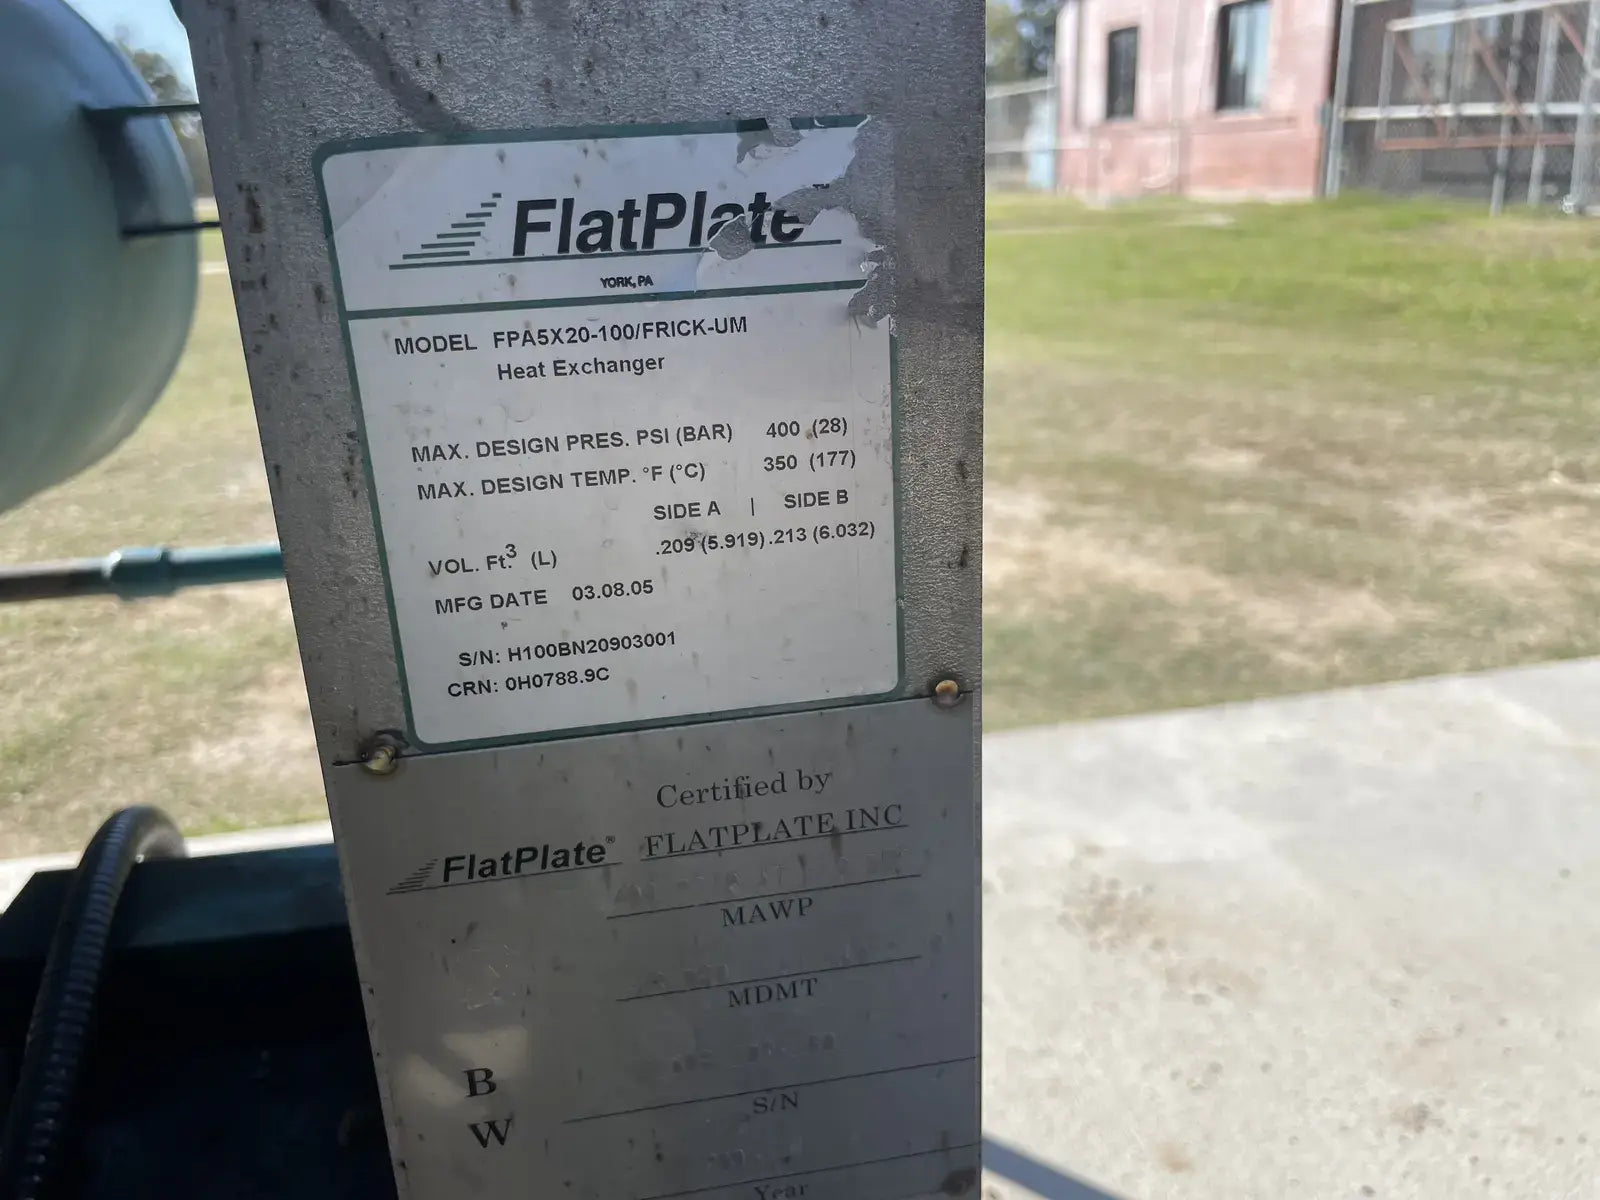 FlatPlate™
YORK, PA
MODEL FPA5X20-100/FRICK-UM
Heat Exchanger
MAX. DESIGN PRES. PSI (BAR) 400 (28)
MAX. DESIGN TEMP. °F (°C) 350 (177)
SIDE A | SIDE B
VOL. Ft.³ (L) .209 (5.919) .213 (6.032)
MFG DATE 03.08.05
S/N: H100BN20903001
CRN: 0H0788.9C
Certified by
FlatPlate® FLATPLATE INC
MAWP
MDMT
B
S/N
W
Year